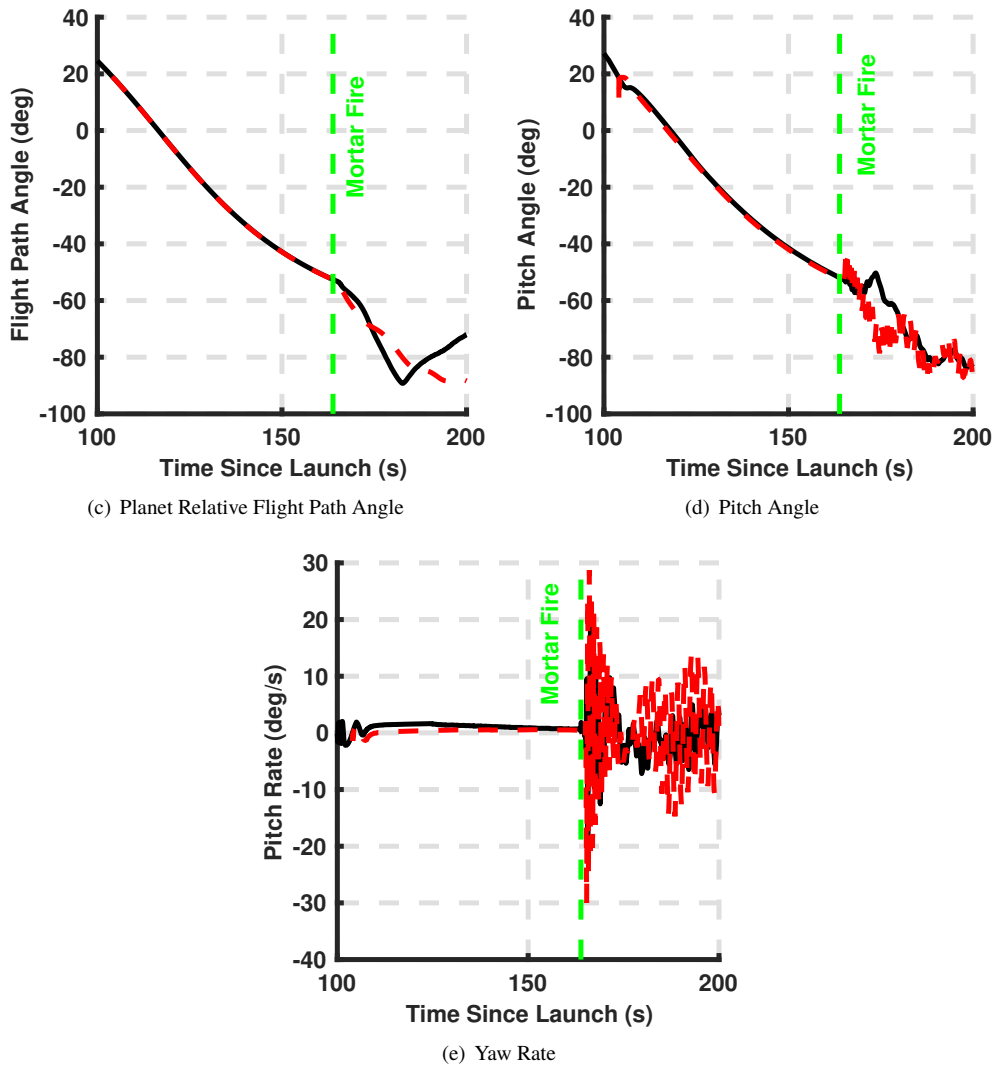 40
20
0
-20
-40
-60
-80
-100
100
150
200
Flight Path Angle (deg)
Mortar Fire
Time Since Launch (s)
(c) Planet Relative Flight Path Angle
40
20
0
-20
-40
-60
-80
-100
100
150
200
Pitch Angle (deg)
Mortar Fire
Time Since Launch (s)
(d) Pitch Angle
30
20
10
0
-10
-20
-30
-40
100
150
200
Pitch Rate (deg/s)
Mortar Fire
Time Since Launch (s)
(e) Yaw Rate